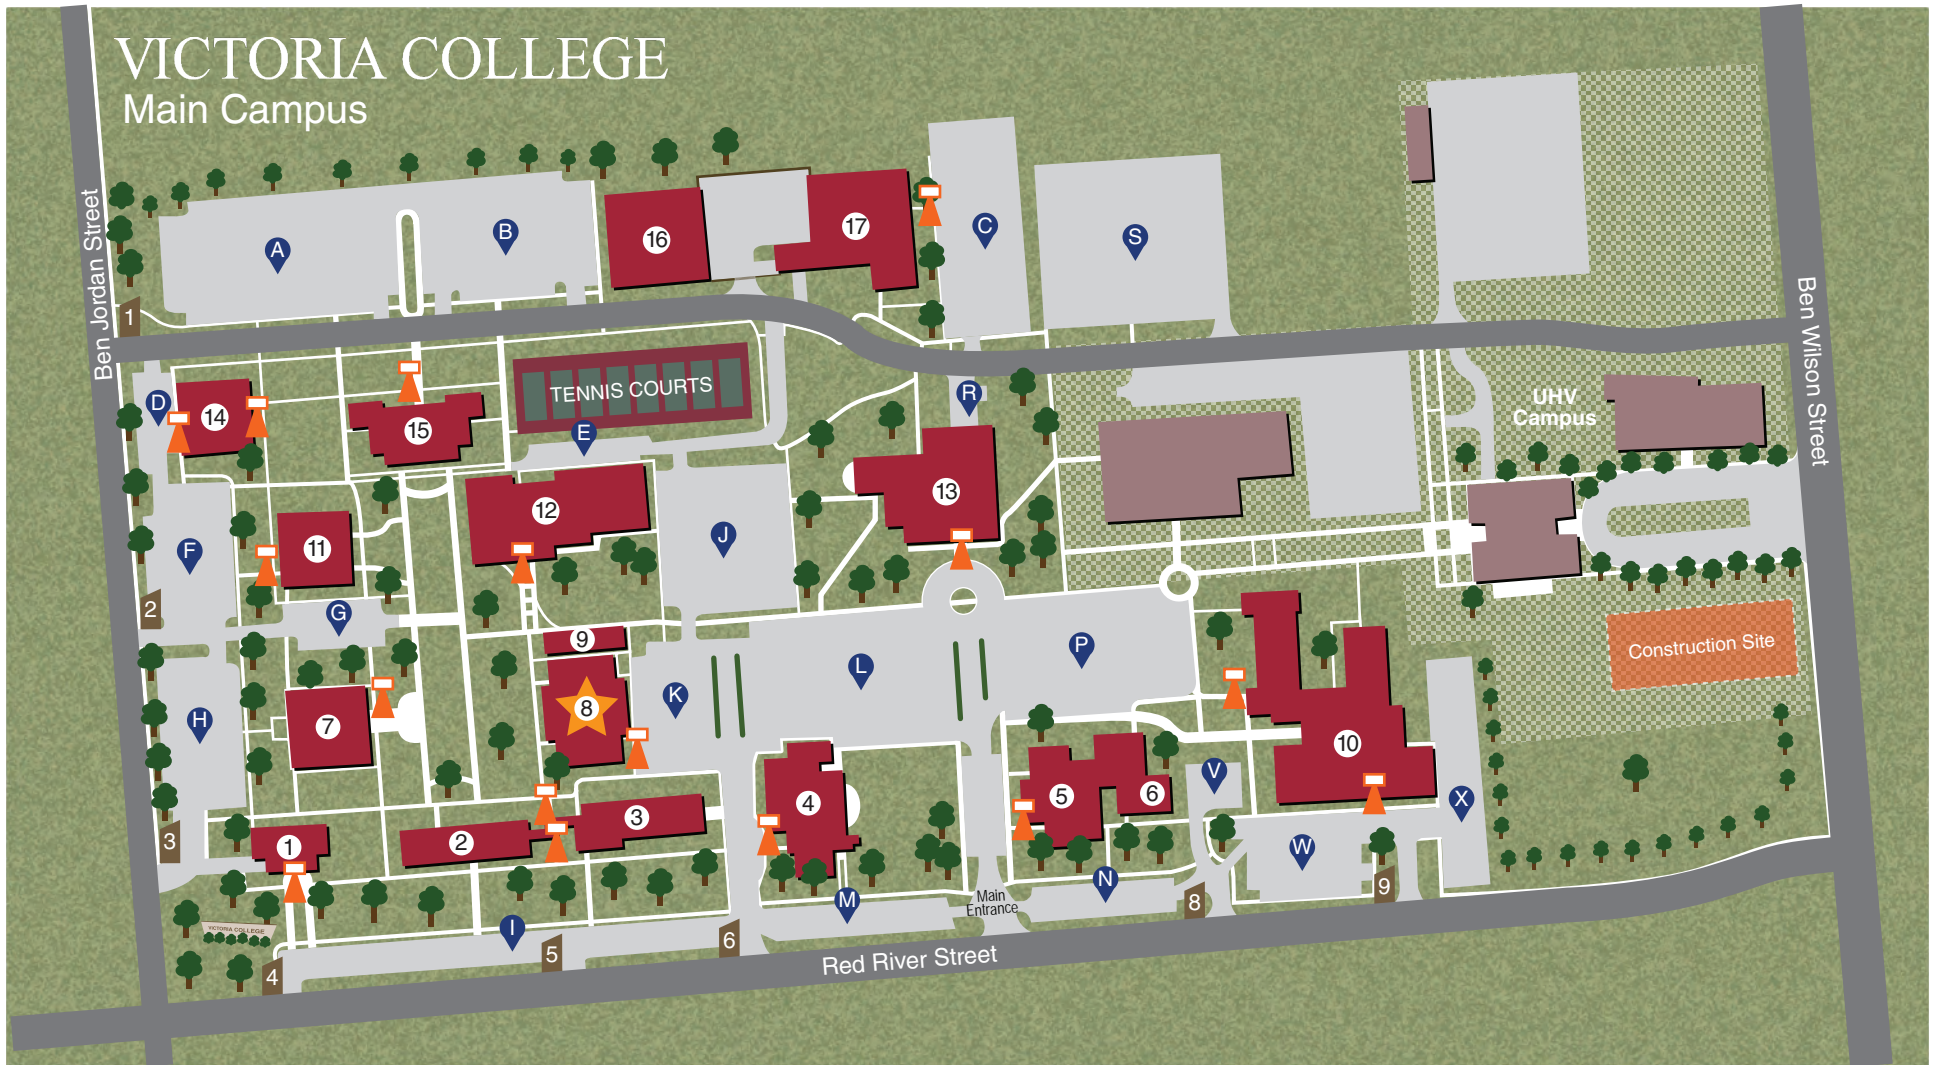 VICTORIA COLLEGE
Main Campus
Ben Jordan Street
A
B
16
17
C
S
1
TENNIS COURTS
D
14
15
E
R
UHV
Campus
Ben Wilson Street
12
13
11
F
J
2
G
9
L
P
Construction Site
K
8
H
7
10
V
X
4
5
6
3
1
2
3
W
N
9
M
8
Main
Entrance
VICTORIA COLLEGE
I
6
5
4
Red River Street